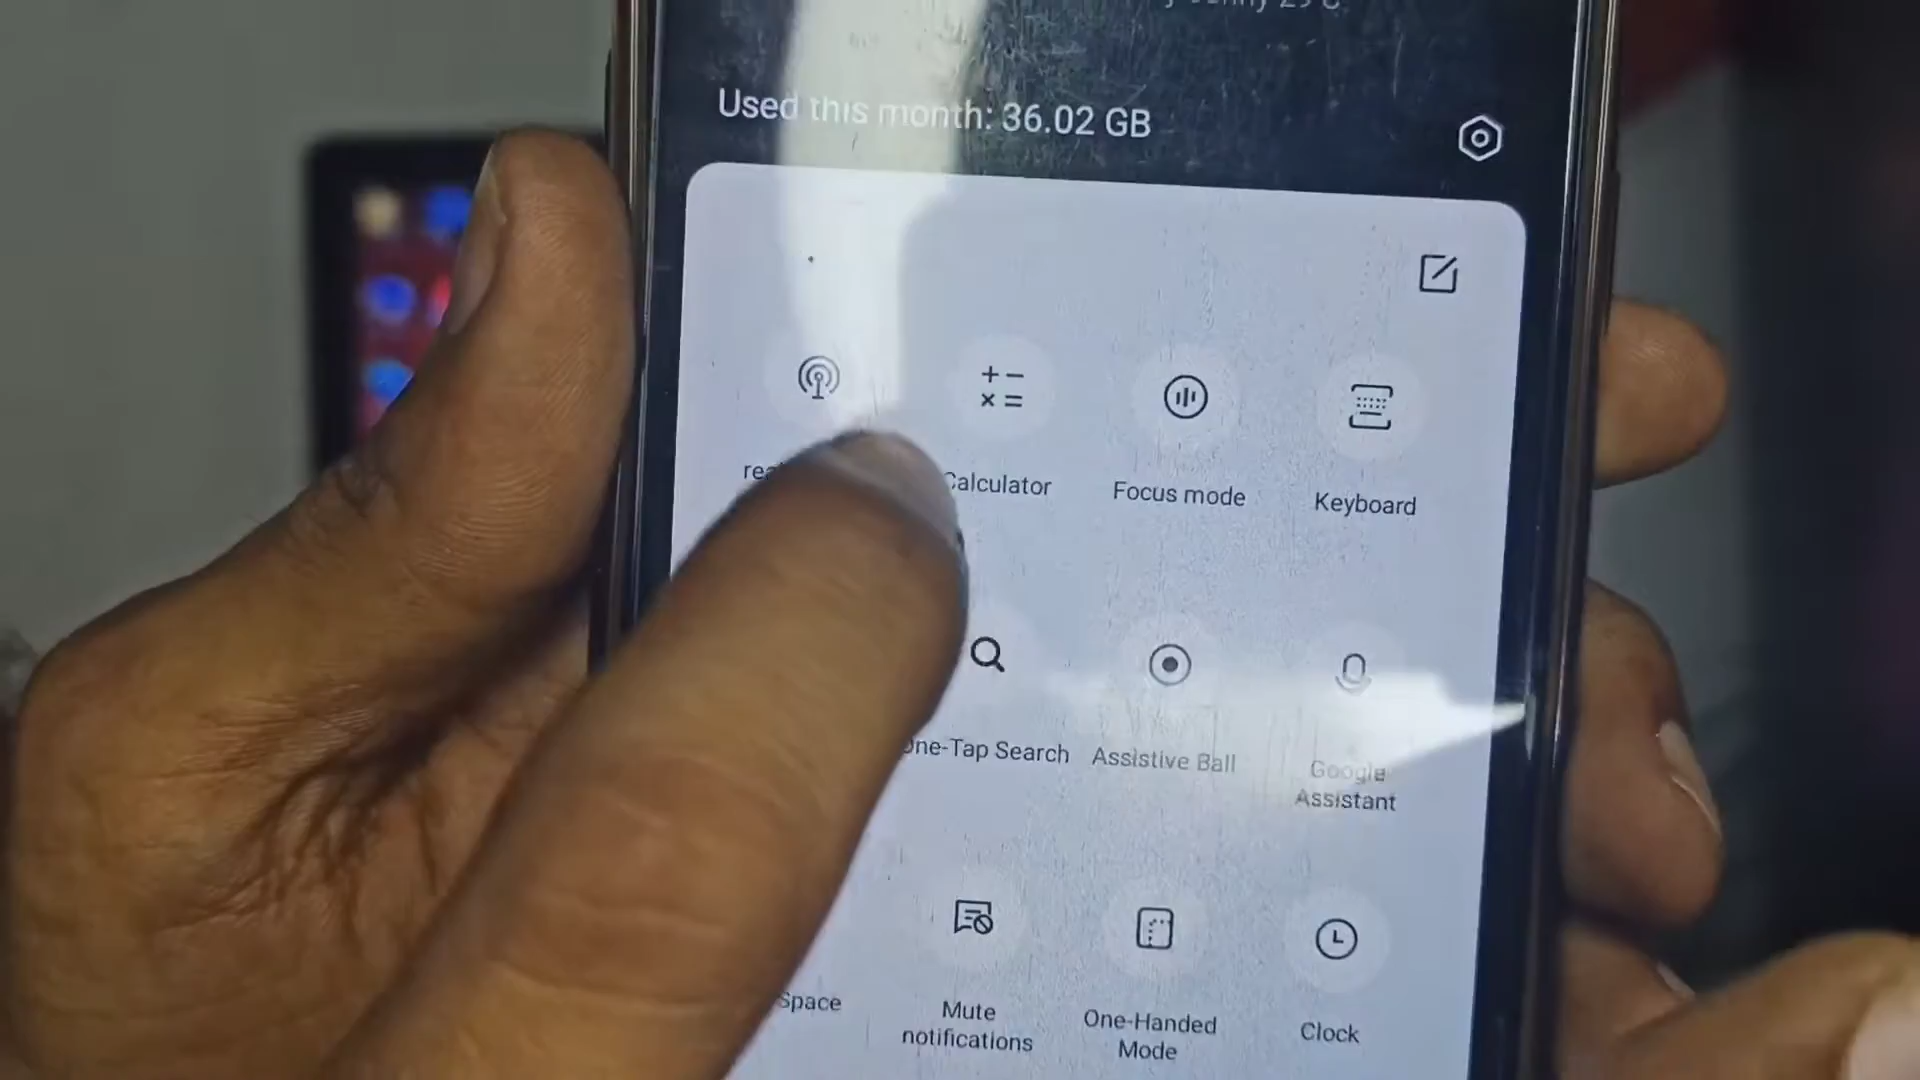 Used this month: 36.02 GB
Calculator
Focus mode
Keyboard
One-Tap Search
Assistive Ball
Google
Assistant
Space
Mute
notifications
One-Handed
Mode
Clock